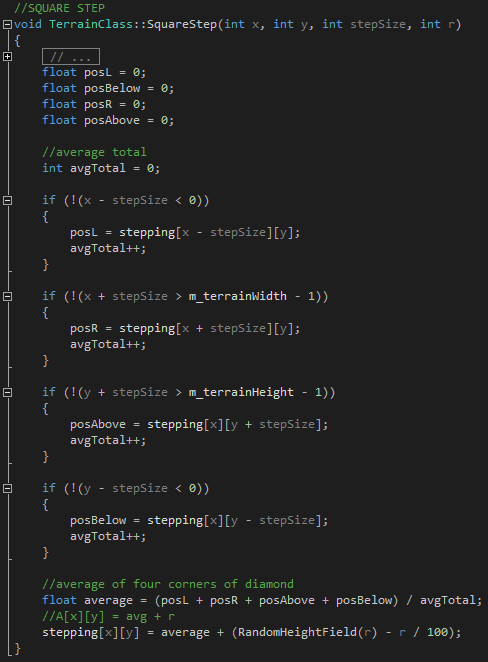 //SQUARE STEP
void TerrainClass::SquareStep(int x, int y, int stepSize, int r)
{
// ...
float posL = 0;
float posBelow = 0;
float posR = 0;
float posAbove = 0;
//average total
int avgTotal = 0;
if (!(x - stepSize < 0))
{
posL = stepping[x - stepSize][y];
avgTotal++;
}
if (!(x + stepSize > m_terrainWidth - 1))
{
posR = stepping[x + stepSize][y];
avgTotal++;
}
if (!(y + stepSize > m_terrainHeight - 1))
{
posAbove = stepping[x][y + stepSize];
avgTotal++;
}
if (!(y - stepSize < 0))
{
posBelow = stepping[x][y - stepSize];
avgTotal++;
}
//average of four corners of diamond
float average = (posL + posR + posAbove + posBelow) / avgTotal;
//A[x][y] = avg + r
stepping[x][y] = average + (RandomHeightField(r) - r / 100);
}